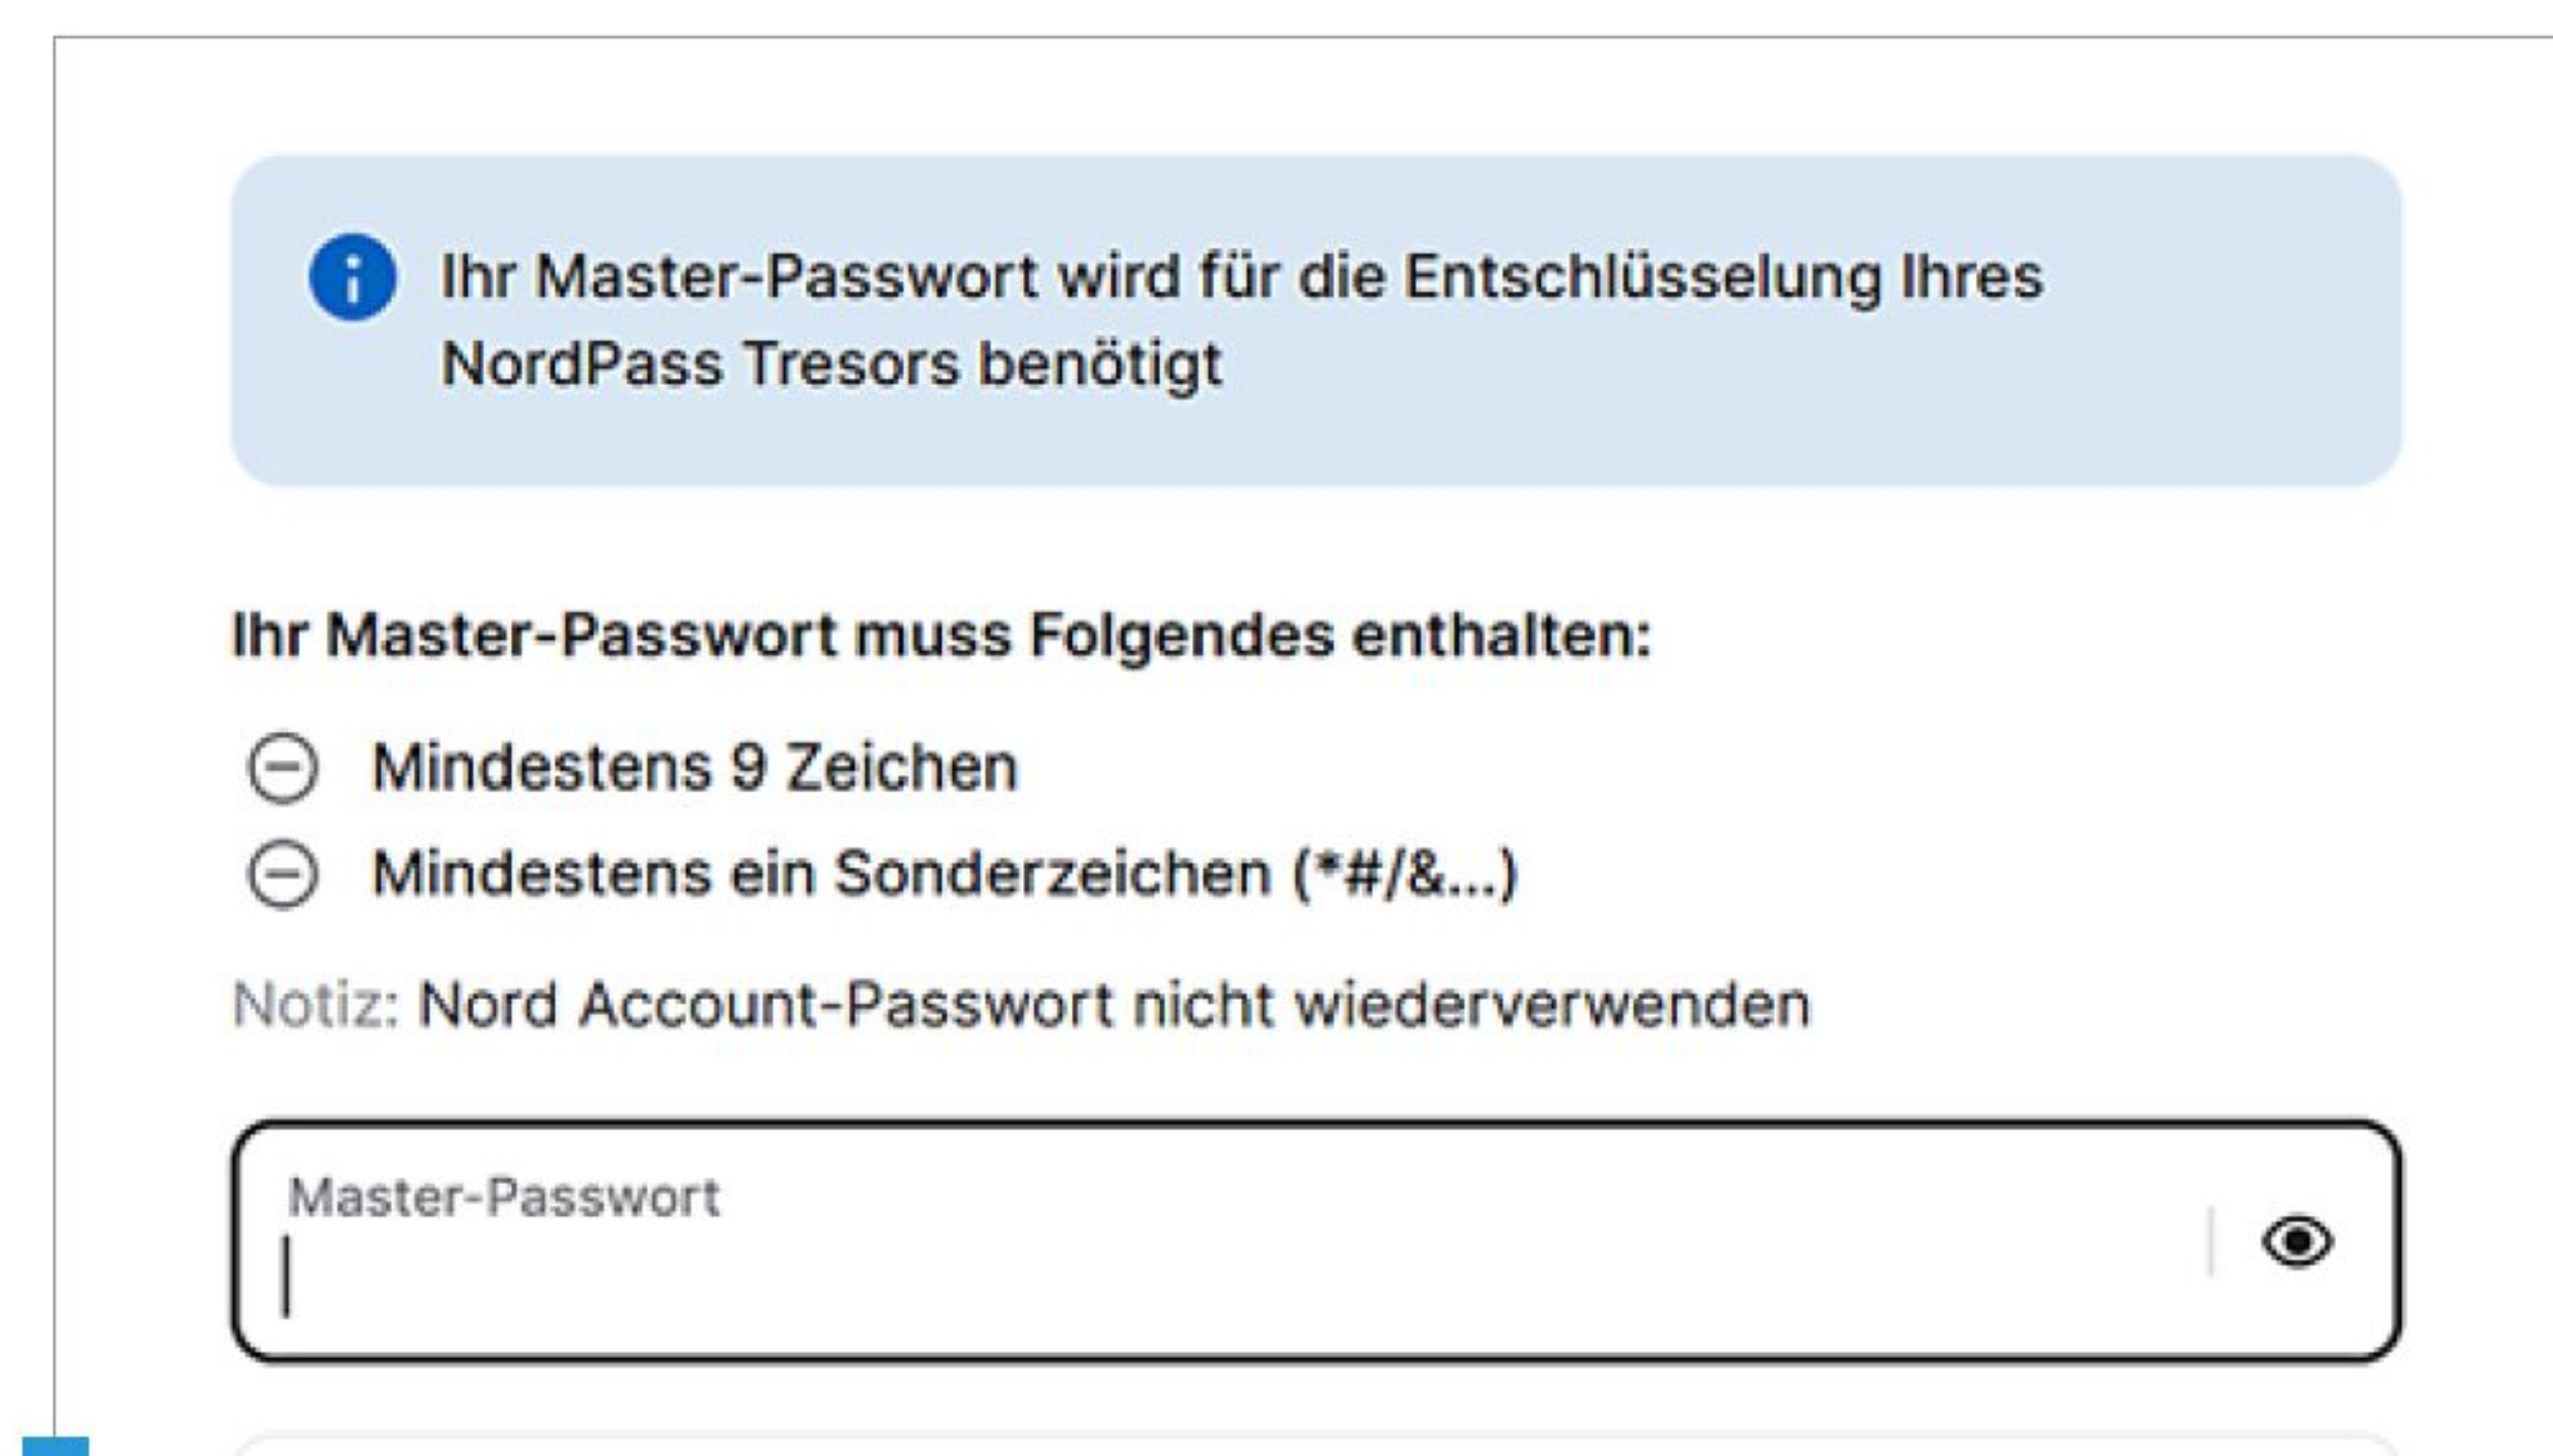 Ihr Master-Passwort wird für die Entschlüsselung Ihres
NordPass Tresors benötigt
Ihr Master-Passwort muss Folgendes enthalten:
Mindestens 9 Zeichen
Mindestens ein Sonderzeichen (*#/&...)
Notiz: Nord Account-Passwort nicht wiederverwenden
Master-Passwort